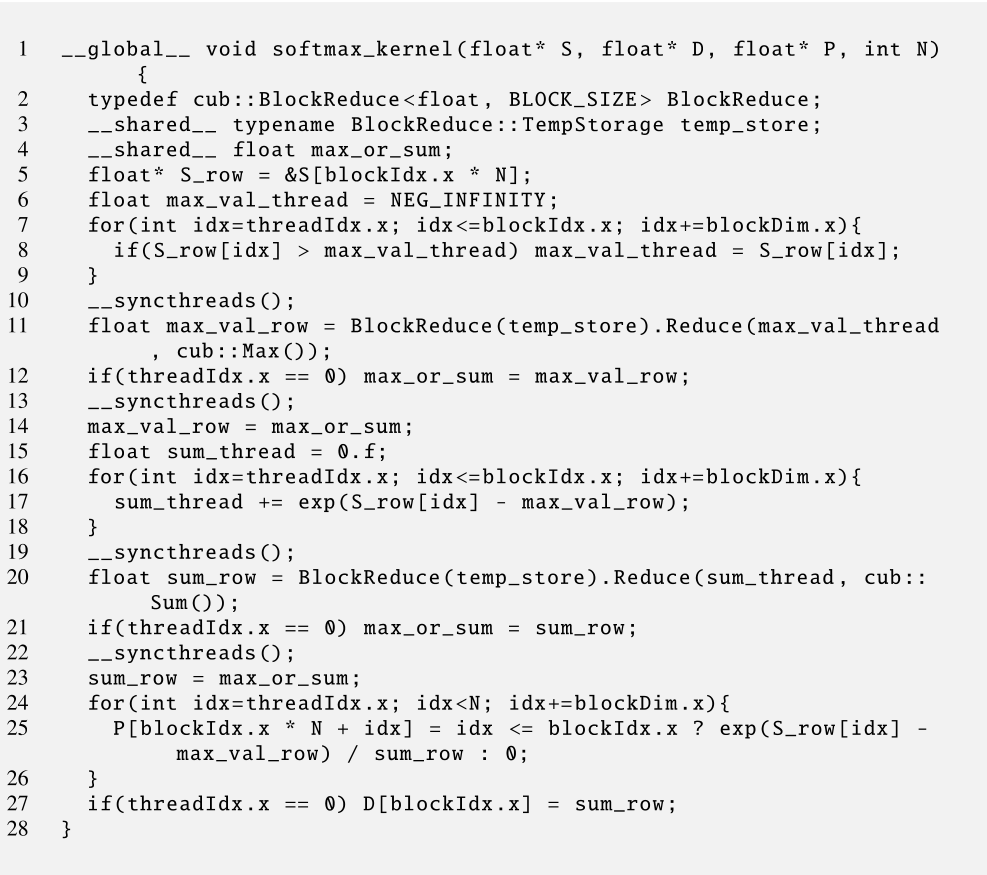 1 __global__ void softmax_kernel(float* S, float* D, float* P, int N)
{
2 typedef cub::BlockReduce<float, BLOCK_SIZE> BlockReduce;
3 __shared__ typename BlockReduce::TempStorage temp_store;
4 __shared__ float max_or_sum;
5 float* S_row = &S[blockIdx.x * N];
6 float max_val_thread = NEG_INFINITY;
7 for(int idx=threadIdx.x; idx<=blockIdx.x; idx+=blockDim.x){
8 if(S_row[idx] > max_val_thread) max_val_thread = S_row[idx];
9 }
10 __syncthreads();
11 float max_val_row = BlockReduce(temp_store).Reduce(max_val_thread
, cub::Max());
12 if(threadIdx.x == 0) max_or_sum = max_val_row;
13 __syncthreads();
14 max_val_row = max_or_sum;
15 float sum_thread = 0.f;
16 for(int idx=threadIdx.x; idx<=blockIdx.x; idx+=blockDim.x){
17 sum_thread += exp(S_row[idx] - max_val_row);
18 }
19 __syncthreads();
20 float sum_row = BlockReduce(temp_store).Reduce(sum_thread, cub::
Sum());
21 if(threadIdx.x == 0) max_or_sum = sum_row;
22 __syncthreads();
23 sum_row = max_or_sum;
24 for(int idx=threadIdx.x; idx<N; idx+=blockDim.x){
25 P[blockIdx.x * N + idx] = idx <= blockIdx.x ? exp(S_row[idx] -
max_val_row) / sum_row : 0;
26 }
27 if(threadIdx.x == 0) D[blockIdx.x] = sum_row;
28 }